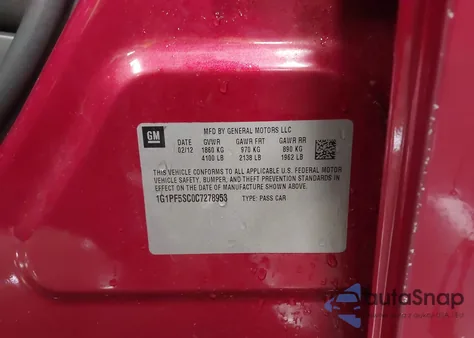 GM
MFD BY GENERAL MOTORS LLC
DATE GVWR GAWR FRT GAWR RR
02/12 1860 KG 970 KG 890 KG
4100 LB 2138 LB 1962 LB
THIS VEHICLE CONFORMS TO ALL APPLICABLE U.S. FEDERAL MOTOR
VEHICLE SAFETY, BUMPER, AND THEFT PREVENTION STANDARDS IN
EFFECT ON THE DATE OF MANUFACTURE SHOWN ABOVE.
1G1PF5SC0C7278953 TYPE: PASS CAR
AutaSnap